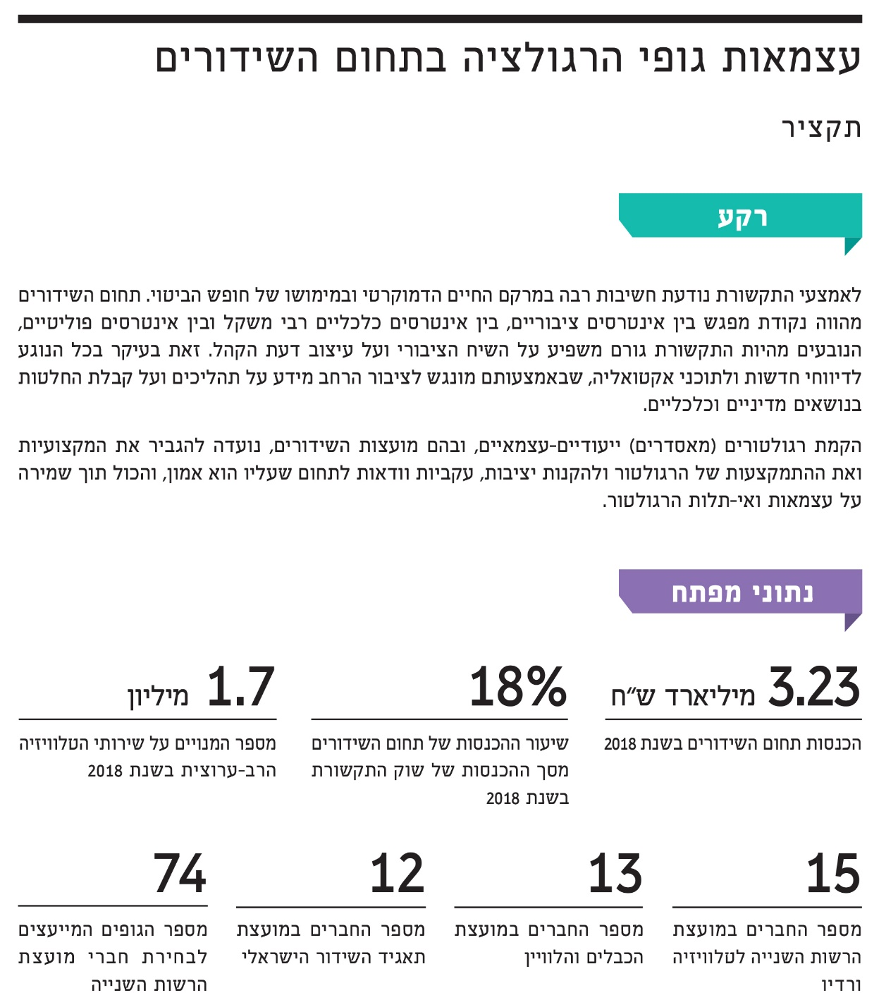 עצמאות גופי הרגולציה בתחום השידורים
תקציר
רקע
לאמצעי התקשורת נודעת חשיבות רבה במרקם החיים הדמוקרטי ובמימושו של חופש הביטוי. תחום השידורים
מהווה נקודת מפגש בין אינטרסים ציבוריים, בין אינטרסים כלכליים רבי משקל ובין אינטרסים פוליטיים,
הנובעים מהיות התקשורת גורם משפיע על השיח הציבורי ועל עיצוב דעת הקהל. זאת בעיקר בכל הנוגע
לדיווחי חדשות ולתוכני אקטואליה, שבאמצעותם מונגש לציבור הרחב מידע על תהליכים ועל קבלת החלטות
בנושאים מדיניים וכלכליים.
הקמת רגולטורים (מאסדרים) ייעודיים-עצמאיים, ובהם מועצות השידורים, נועדה להגביר את המקצועיות
ואת ההתמקצעות של הרגולטור ולהקנות יציבות, עקביות וודאות לתחום שעליו הוא אמון, והכול תוך שמירה
על עצמאות ואי-תלות הרגולטור.
נתוני מפתח
3.23 מיליארד ש"ח
הכנסות תחום השידורים בשנת 2018
18%
שיעור ההכנסות של תחום השידורים
מסך ההכנסות של שוק התקשורת
בשנת 2018
1.7 מיליון
מספר המנויים על שירותי הטלוויזיה
הרב-ערוצית בשנת 2018
15
מספר החברים במועצת
הרשות השנייה לטלוויזיה
ורדיו
13
מספר החברים במועצת
הכבלים והלוויין
12
מספר החברים במועצת
תאגיד השידור הישראלי
74
מספר הגופים המייעצים
לבחירת חברי מועצת
הרשות השנייה